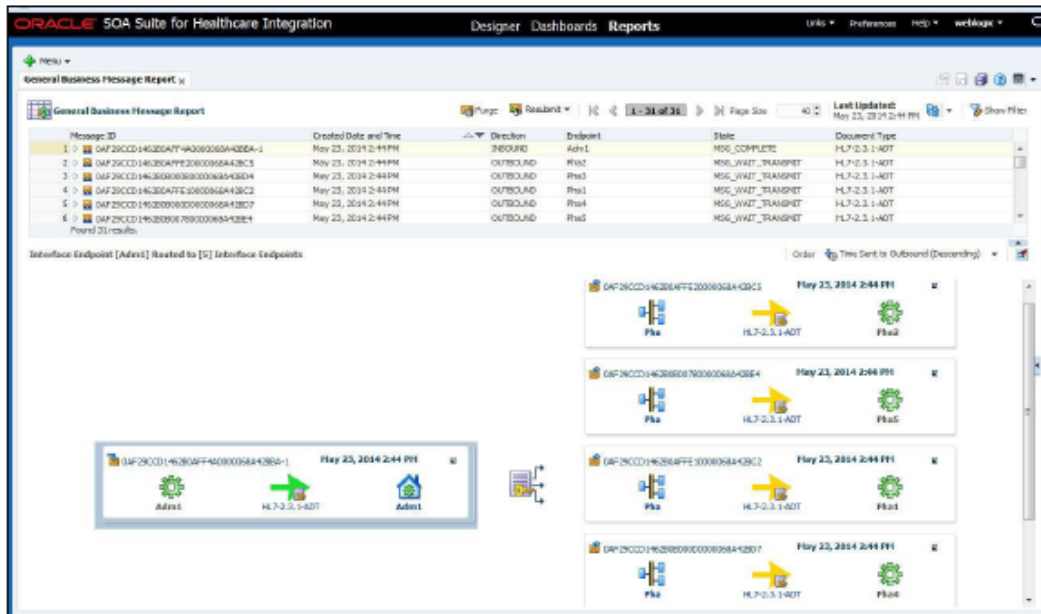 ORACLE SOA Suite for Healthcare Integration Designer Dashboards Reports Links Preferences Help weblogic
Menu
General Business Message Report
General Business Message Report Purge Resubmit 1 - 31 of 31 Page Size 40 Last Updated: May 23, 2014 2:44 PM Show Filter
Message ID Created Date and Time Direction Endpoint State Document Type
1 May 23, 2014 2:44 PM INBOUND Adm1 MSG_COMPLETE HL7-2.3.1-ADT
2 May 23, 2014 2:44 PM OUTBOUND Pha2 MSG_WAIT_TRANSMIT HL7-2.3.1-ADT
3 May 23, 2014 2:44 PM OUTBOUND Pha3 MSG_WAIT_TRANSMIT HL7-2.3.1-ADT
4 May 23, 2014 2:44 PM OUTBOUND Pha1 MSG_WAIT_TRANSMIT HL7-2.3.1-ADT
5 May 23, 2014 2:44 PM OUTBOUND Pha4 MSG_WAIT_TRANSMIT HL7-2.3.1-ADT
6 May 23, 2014 2:44 PM OUTBOUND Pha5 MSG_WAIT_TRANSMIT HL7-2.3.1-ADT
Found 31 results.
Interface Endpoint [Adm1] Routed to [5] Interface Endpoints Order Time Sent to Outbound (Descending)
May 23, 2014 2:44 PM
Pha HL7-2.3.1-ADT Pha2
May 23, 2014 2:44 PM
Pha HL7-2.3.1-ADT Pha5
May 23, 2014 2:44 PM
Adm1 HL7-2.3.1-ADT Adm1
May 23, 2014 2:44 PM
Pha HL7-2.3.1-ADT Pha1
May 23, 2014 2:44 PM
Pha HL7-2.3.1-ADT Pha4